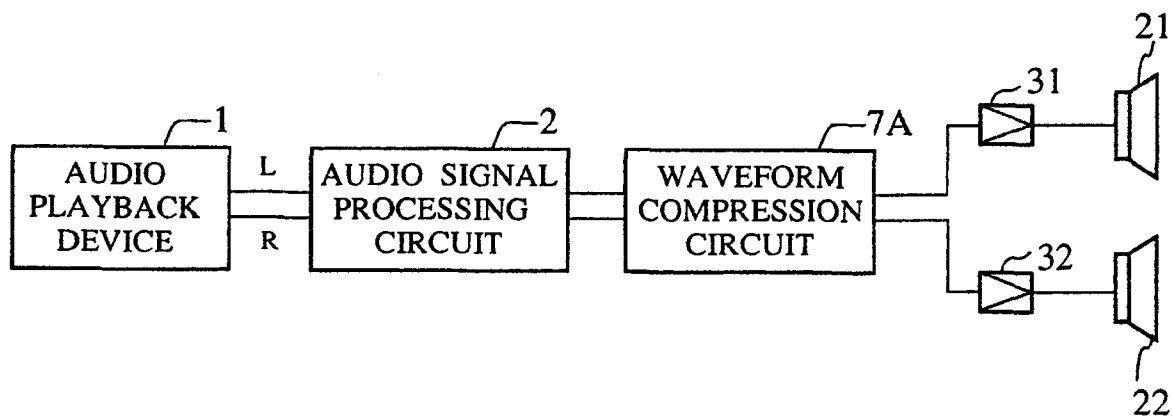 1
AUDIO
PLAYBACK
DEVICE
L
R
2
AUDIO SIGNAL
PROCESSING
CIRCUIT
7A
WAVEFORM
COMPRESSION
CIRCUIT
31
21
32
22